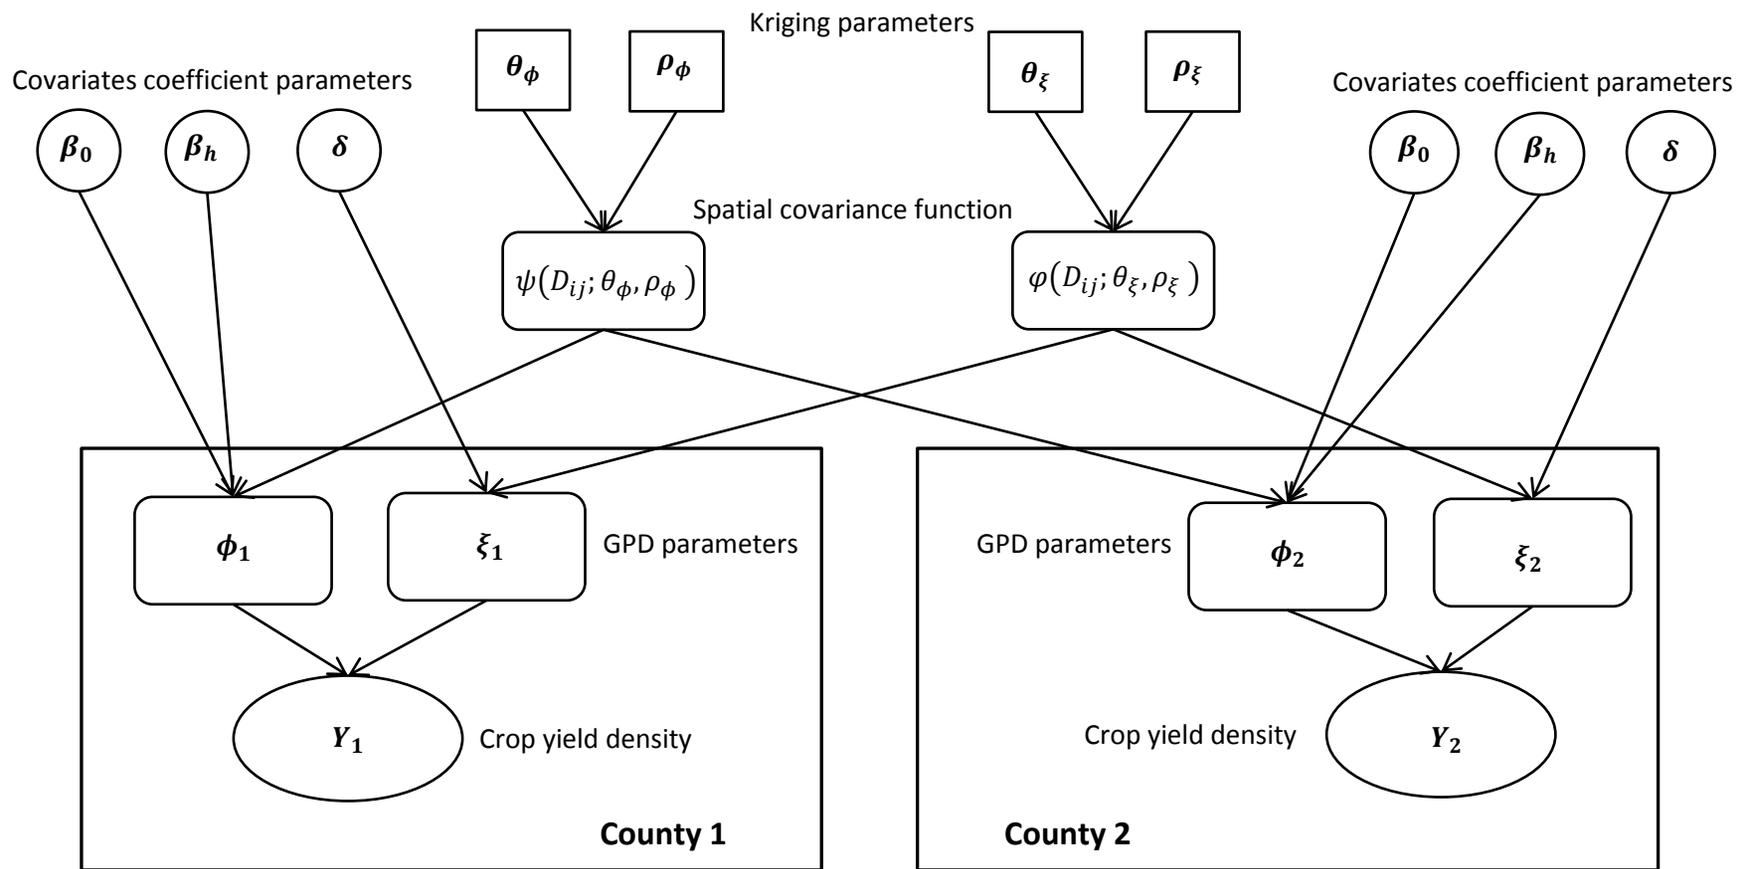 Kriging parameters
θ_ϕ ρ_ϕ θ_ξ ρ_ξ
Covariates coefficient parameters Covariates coefficient parameters
β_0 β_h δ β_0 β_h δ
Spatial covariance function
ψ(D_ij; θ_ϕ, ρ_ϕ) φ(D_ij; θ_ξ, ρ_ξ)
ϕ_1 ξ_1 GPD parameters GPD parameters ϕ_2 ξ_2
Y_1 Crop yield density Crop yield density Y_2
County 1 County 2